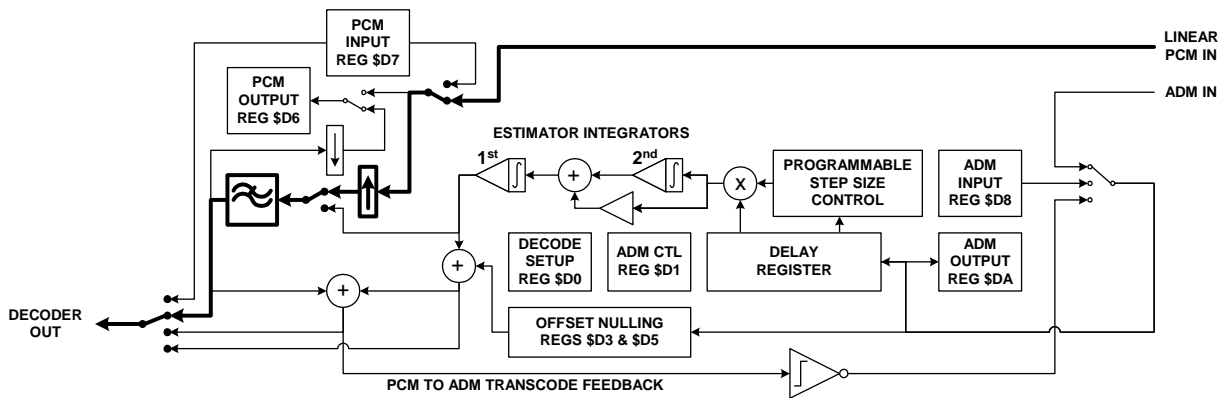 PCM
INPUT
REG $D7
LINEAR
PCM IN
PCM
OUTPUT
REG $D6
ADM IN
ESTIMATOR INTEGRATORS
1st
2nd
+
X
PROGRAMMABLE
STEP SIZE
CONTROL
ADM
INPUT
REG $D8
DECODE
SETUP
REG $D0
ADM CTL
REG $D1
DELAY
REGISTER
ADM
OUTPUT
REG $DA
+
+
DECODER
OUT
OFFSET NULLING
REGS $D3 & $D5
PCM TO ADM TRANSCODE FEEDBACK